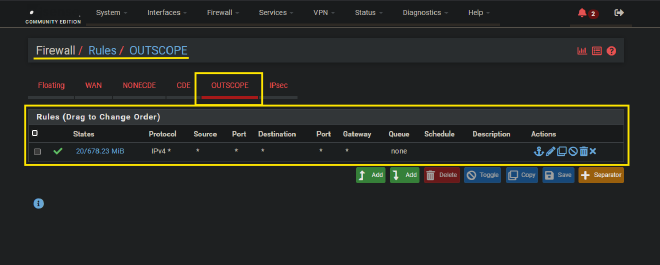 System Interfaces Firewall Services VPN Status Diagnostics Help 2
COMMUNITY EDITION
Firewall / Rules / OUTSCOPE
Floating WAN NONECDE CDE OUTSCOPE IPsec
Rules (Drag to Change Order)
States Protocol Source Port Destination Port Gateway Queue Schedule Description Actions
20/678.23 MiB IPv4 * * * * * * none
Add Add Delete Toggle Copy Save Separator